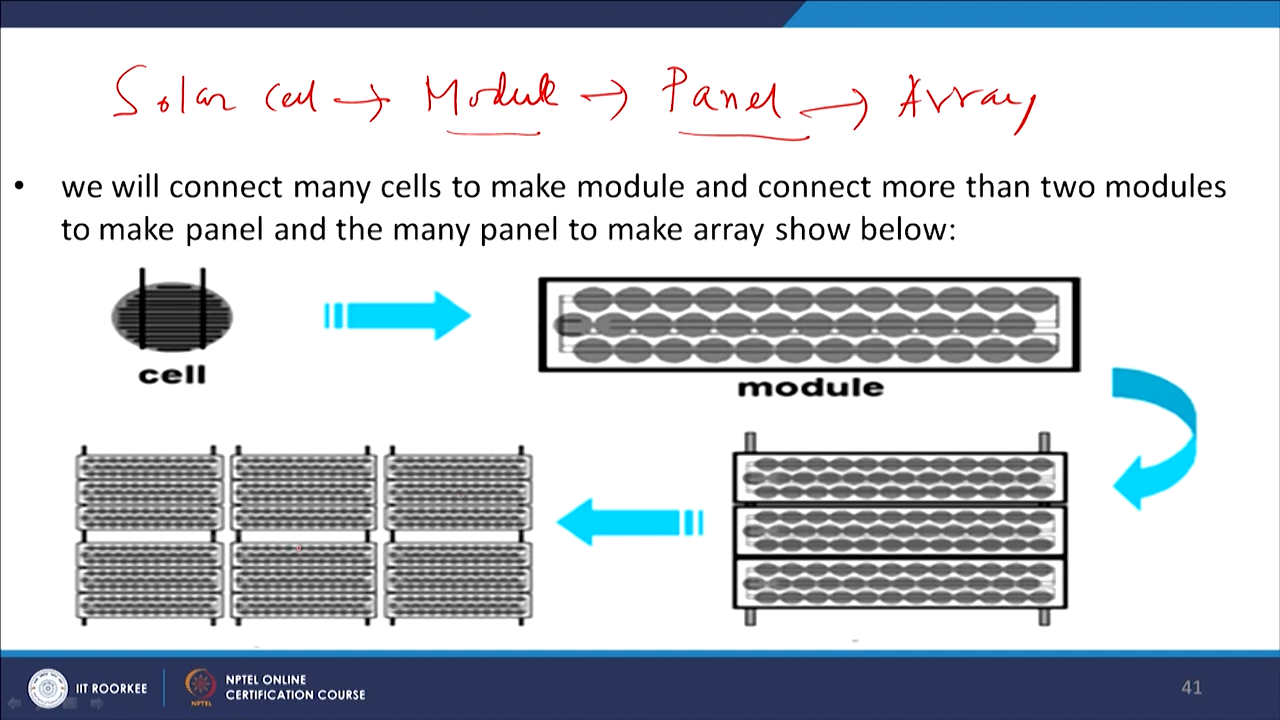 Solar cell → Module → Panel → Array
• we will connect many cells to make module and connect more than two modules
to make panel and the many panel to make array show below:
cell
module
IIT ROORKEE
NPTEL
NPTEL ONLINE
CERTIFICATION COURSE
41